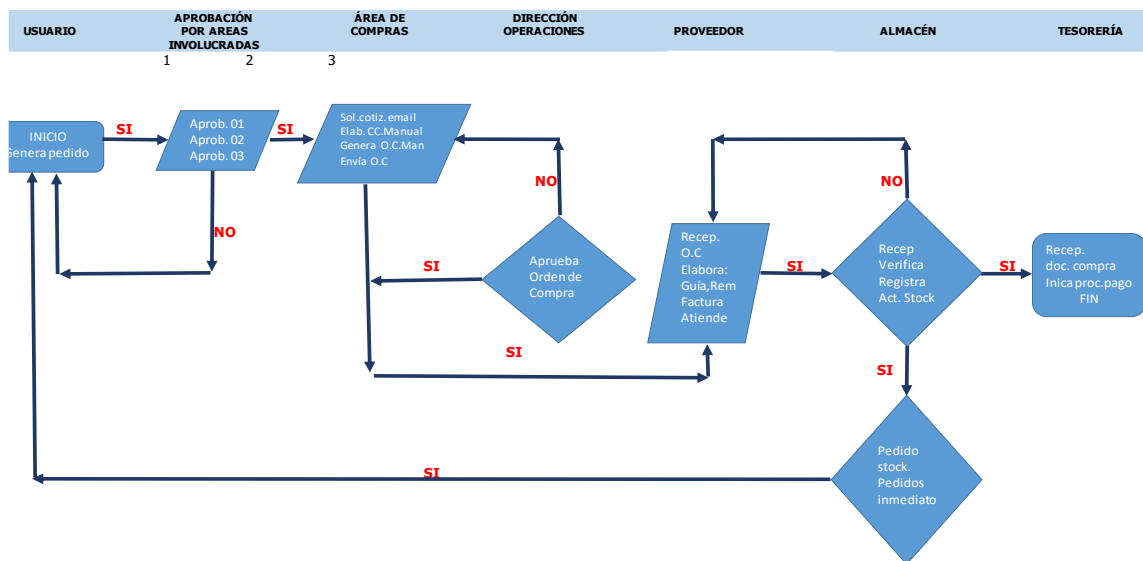 USUARIO
APROBACIÓN
POR AREAS
INVOLUCRADAS
ÁREA DE
COMPRAS
DIRECCIÓN
OPERACIONES
PROVEEDOR
ALMACÉN
TESORERÍA
1 2 3
INICIO
Genera pedido
SI
Aprob. 01
Aprob. 02
Aprob. 03
SI
NO
Sol.cotiz.email
Elab. CC.Manual
Genera O.C.Man
Envía O.C
NO
SI
Aprueba
Orden de
Compra
SI
Recep.
O.C
Elabora:
Guía,Rem
Factura
Atiende
SI
NO
Recep
Verifica
Registra
Act. Stock
SI
Recep.
doc. compra
Inica proc.pago
FIN
SI
Pedido
stock.
Pedidos
inmediato
SI